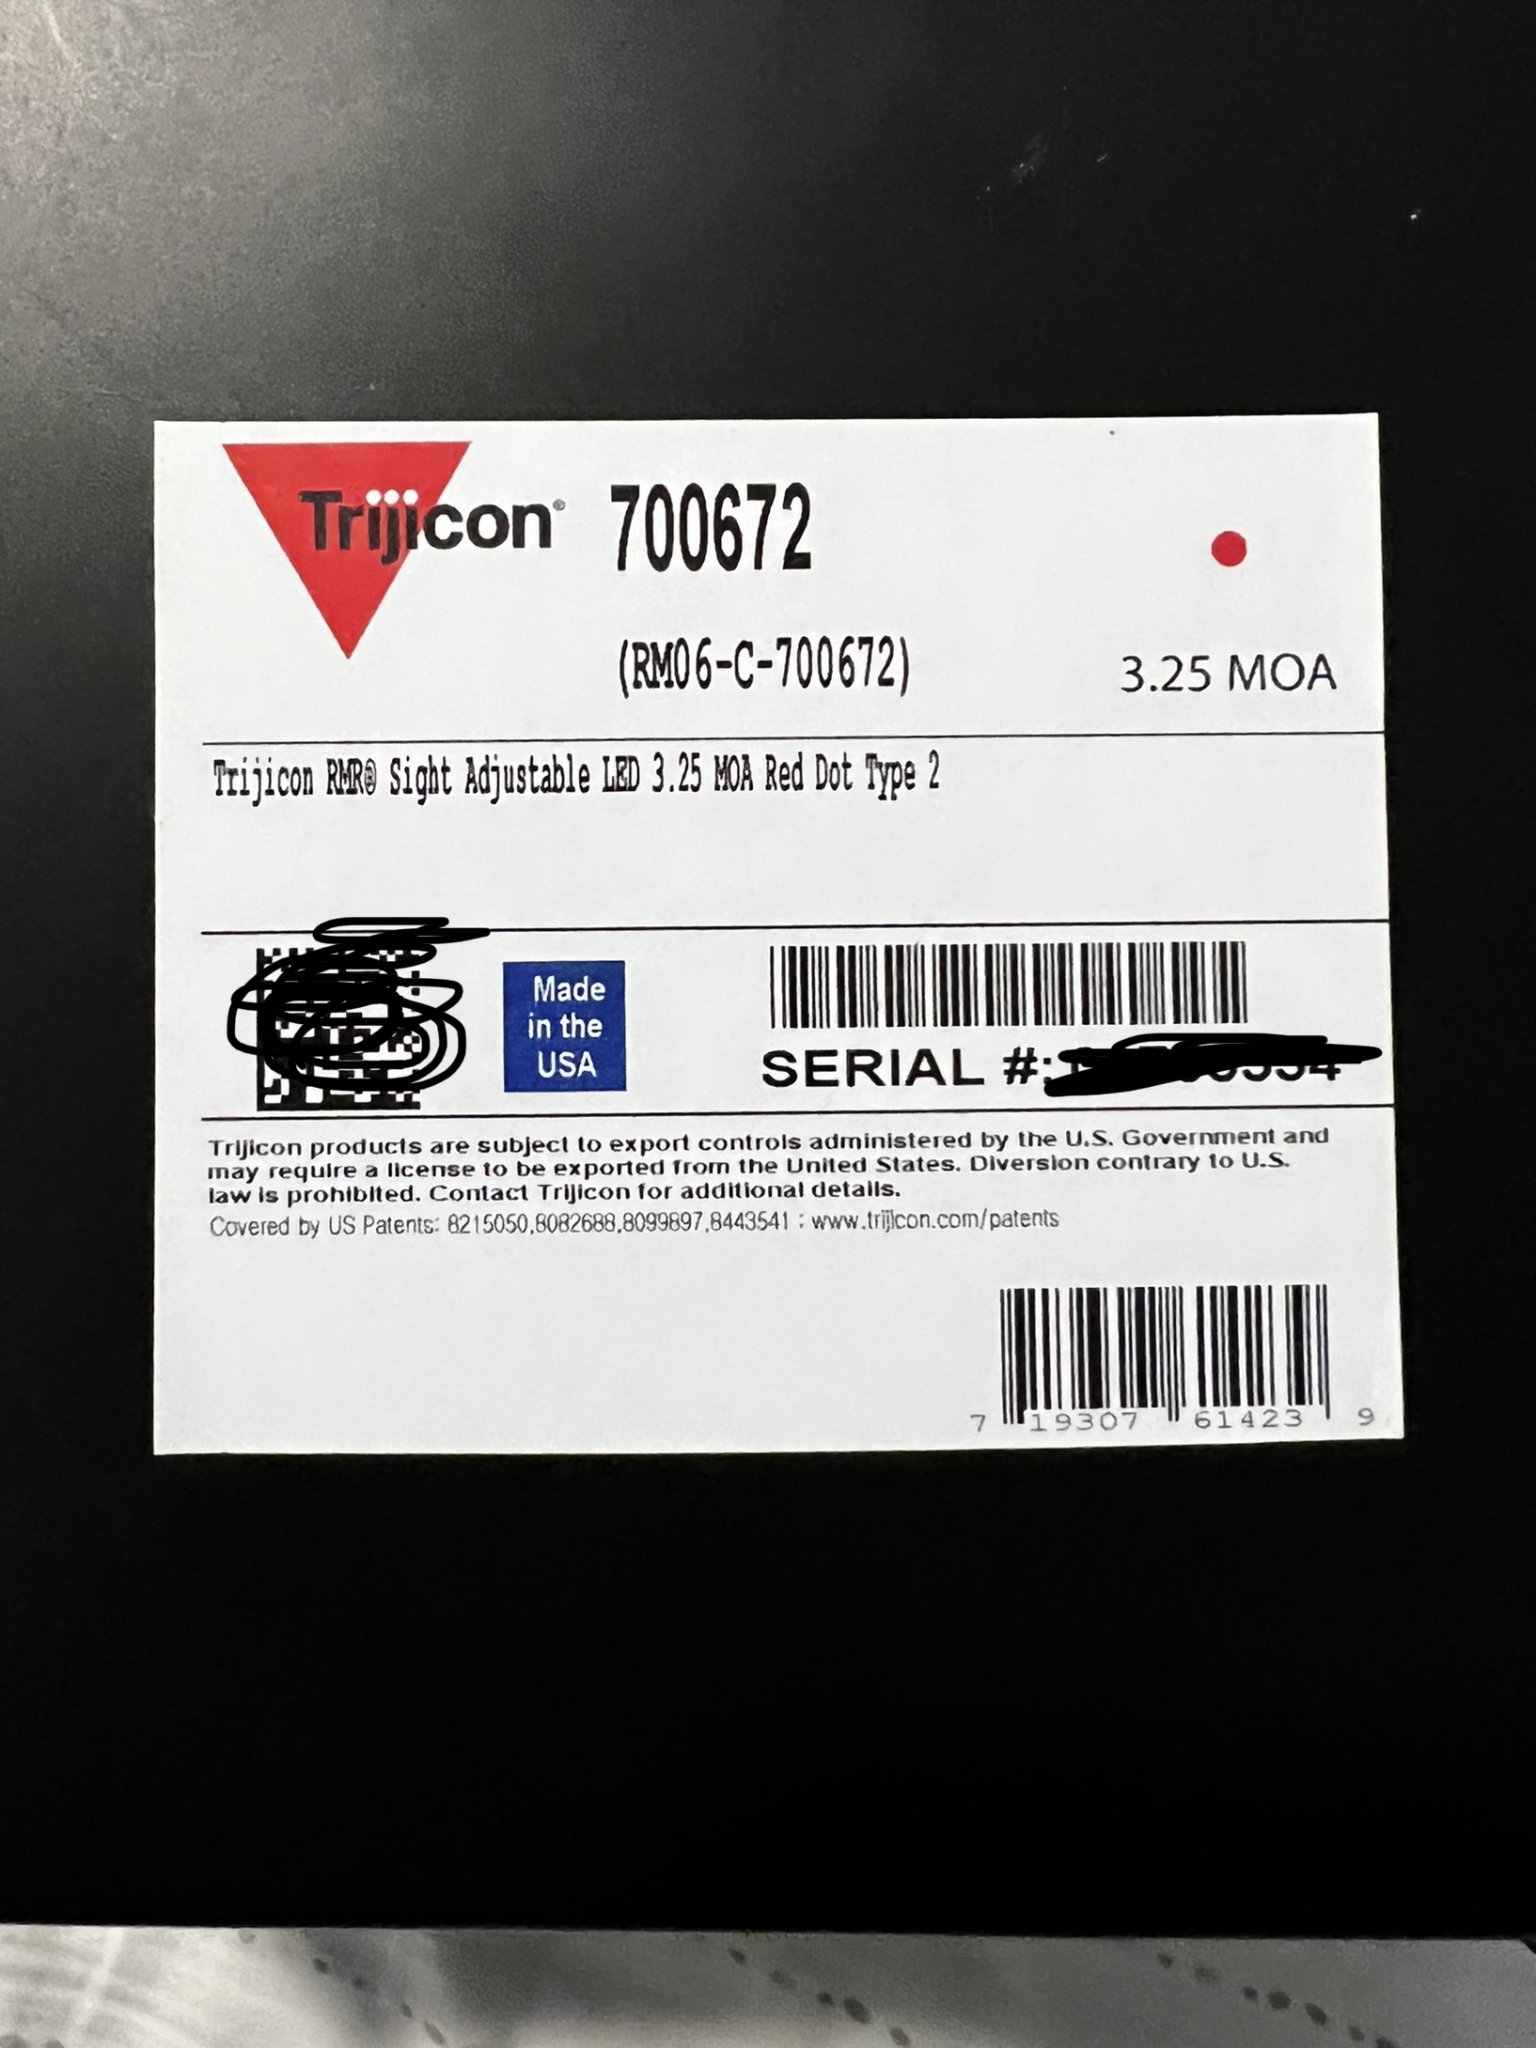 Trijicon® 700672
(RM06-C-700672)
3.25 MOA
Trijicon RMR® Sight Adjustable LED 3.25 MOA Red Dot Type 2
Made
in the
USA
SERIAL #:
Trijicon products are subject to export controls administered by the U.S. Government and
may require a license to be exported from the United States. Diversion contrary to U.S.
law is prohibited. Contact Trijicon for additional details.
Covered by US Patents: 8215050,8082688,8099897,8443541 ; www.trijicon.com/patents
7 19307 61423 9